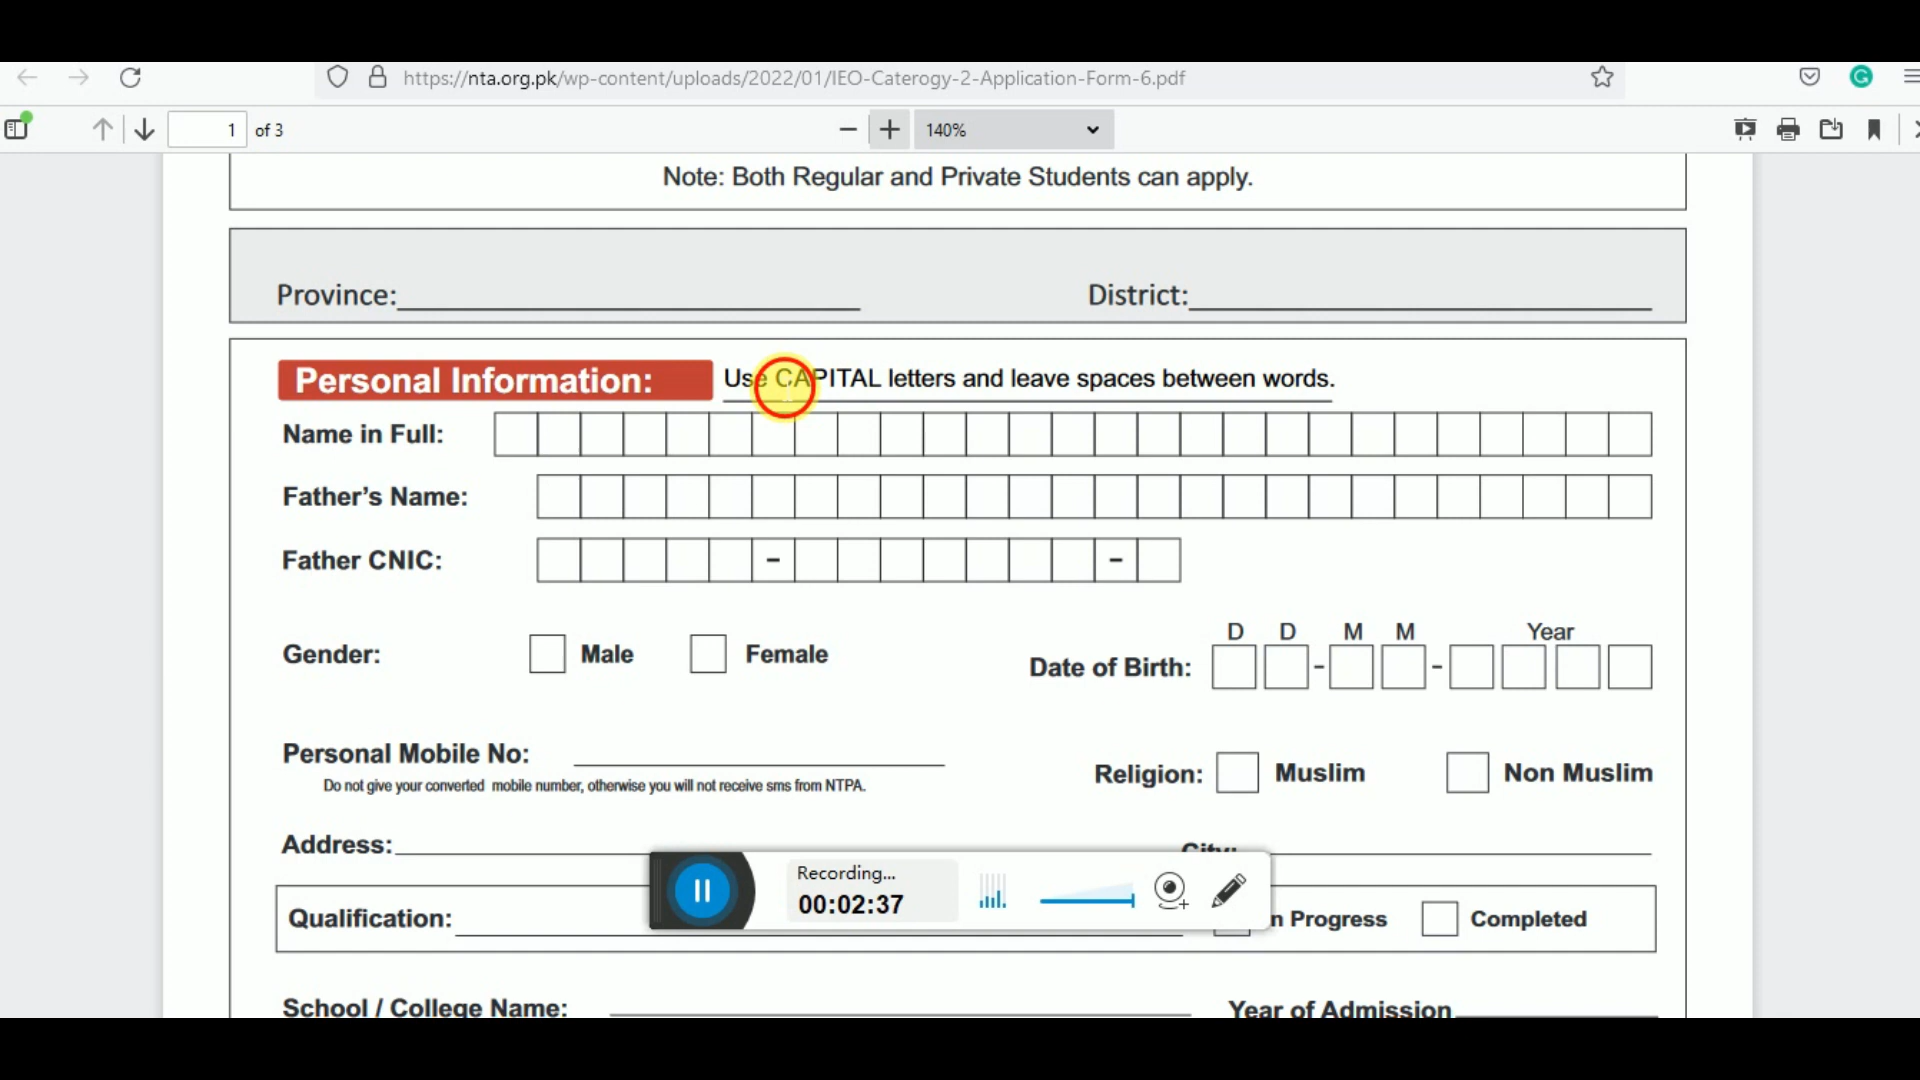 https://nta.org.pk/wp-content/uploads/2022/01/IEO-Caterogy-2-Application-Form-6.pdf
1 of 3
140%
Note: Both Regular and Private Students can apply.
Province: District:
Personal Information: Use CAPITAL letters and leave spaces between words.
Name in Full:
Father's Name:
Father CNIC: - -
D D M M Year
Gender: Male Female Date of Birth: - -
Personal Mobile No:
Do not give your converted mobile number, otherwise you will not receive sms from NTPA.
Religion: Muslim Non Muslim
Address: City:
Recording...
00:02:37
Qualification: n Progress Completed
School / College Name: Year of Admission